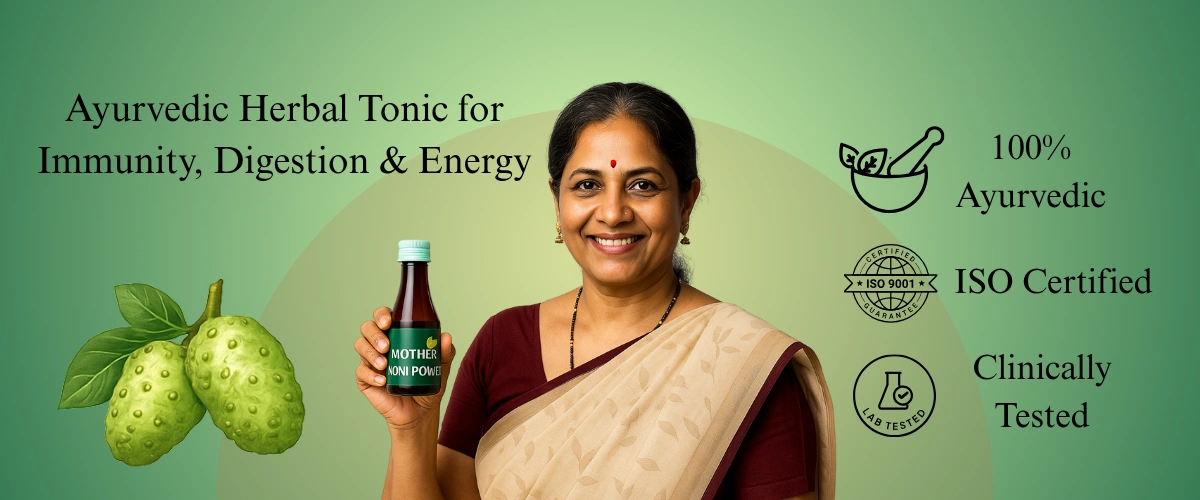 Ayurvedic Herbal Tonic for
Immunity, Digestion & Energy
MOTHER
NONI POWER
100%
Ayurvedic
CERTIFIED
ISO 9001
GUARANTEE
ISO Certified
LAB TESTED
Clinically
Tested